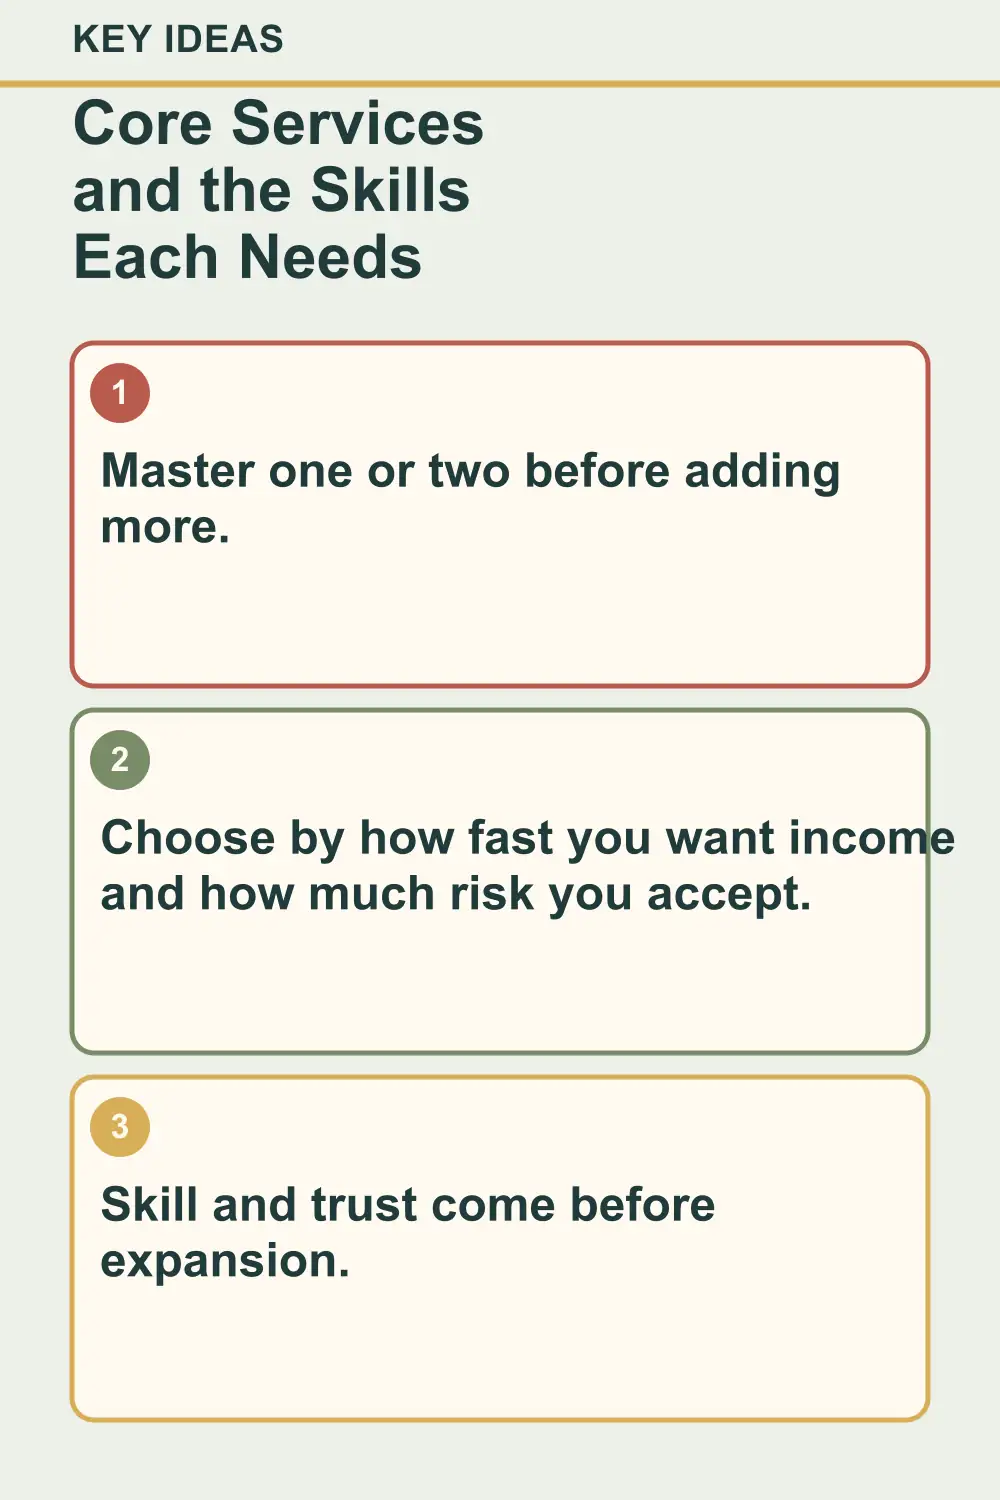 KEY IDEAS
Core Services
and the Skills
Each Needs
1
Master one or two before adding
more.
2
Choose by how fast you want income
and how much risk you accept.
3
Skill and trust come before
expansion.